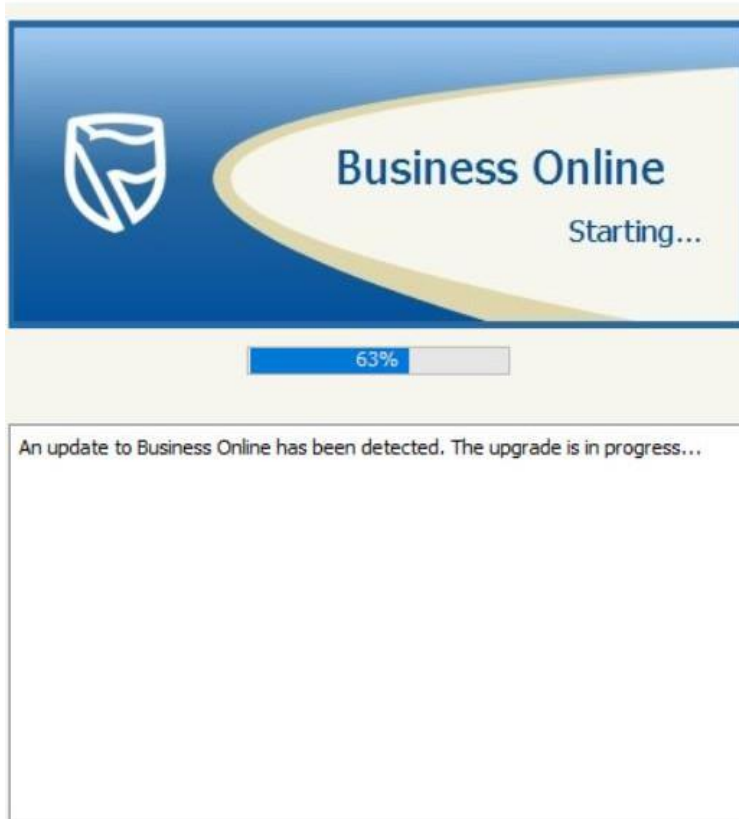 Business Online
Starting...
63%
An update to Business Online has been detected. The upgrade is in progress...